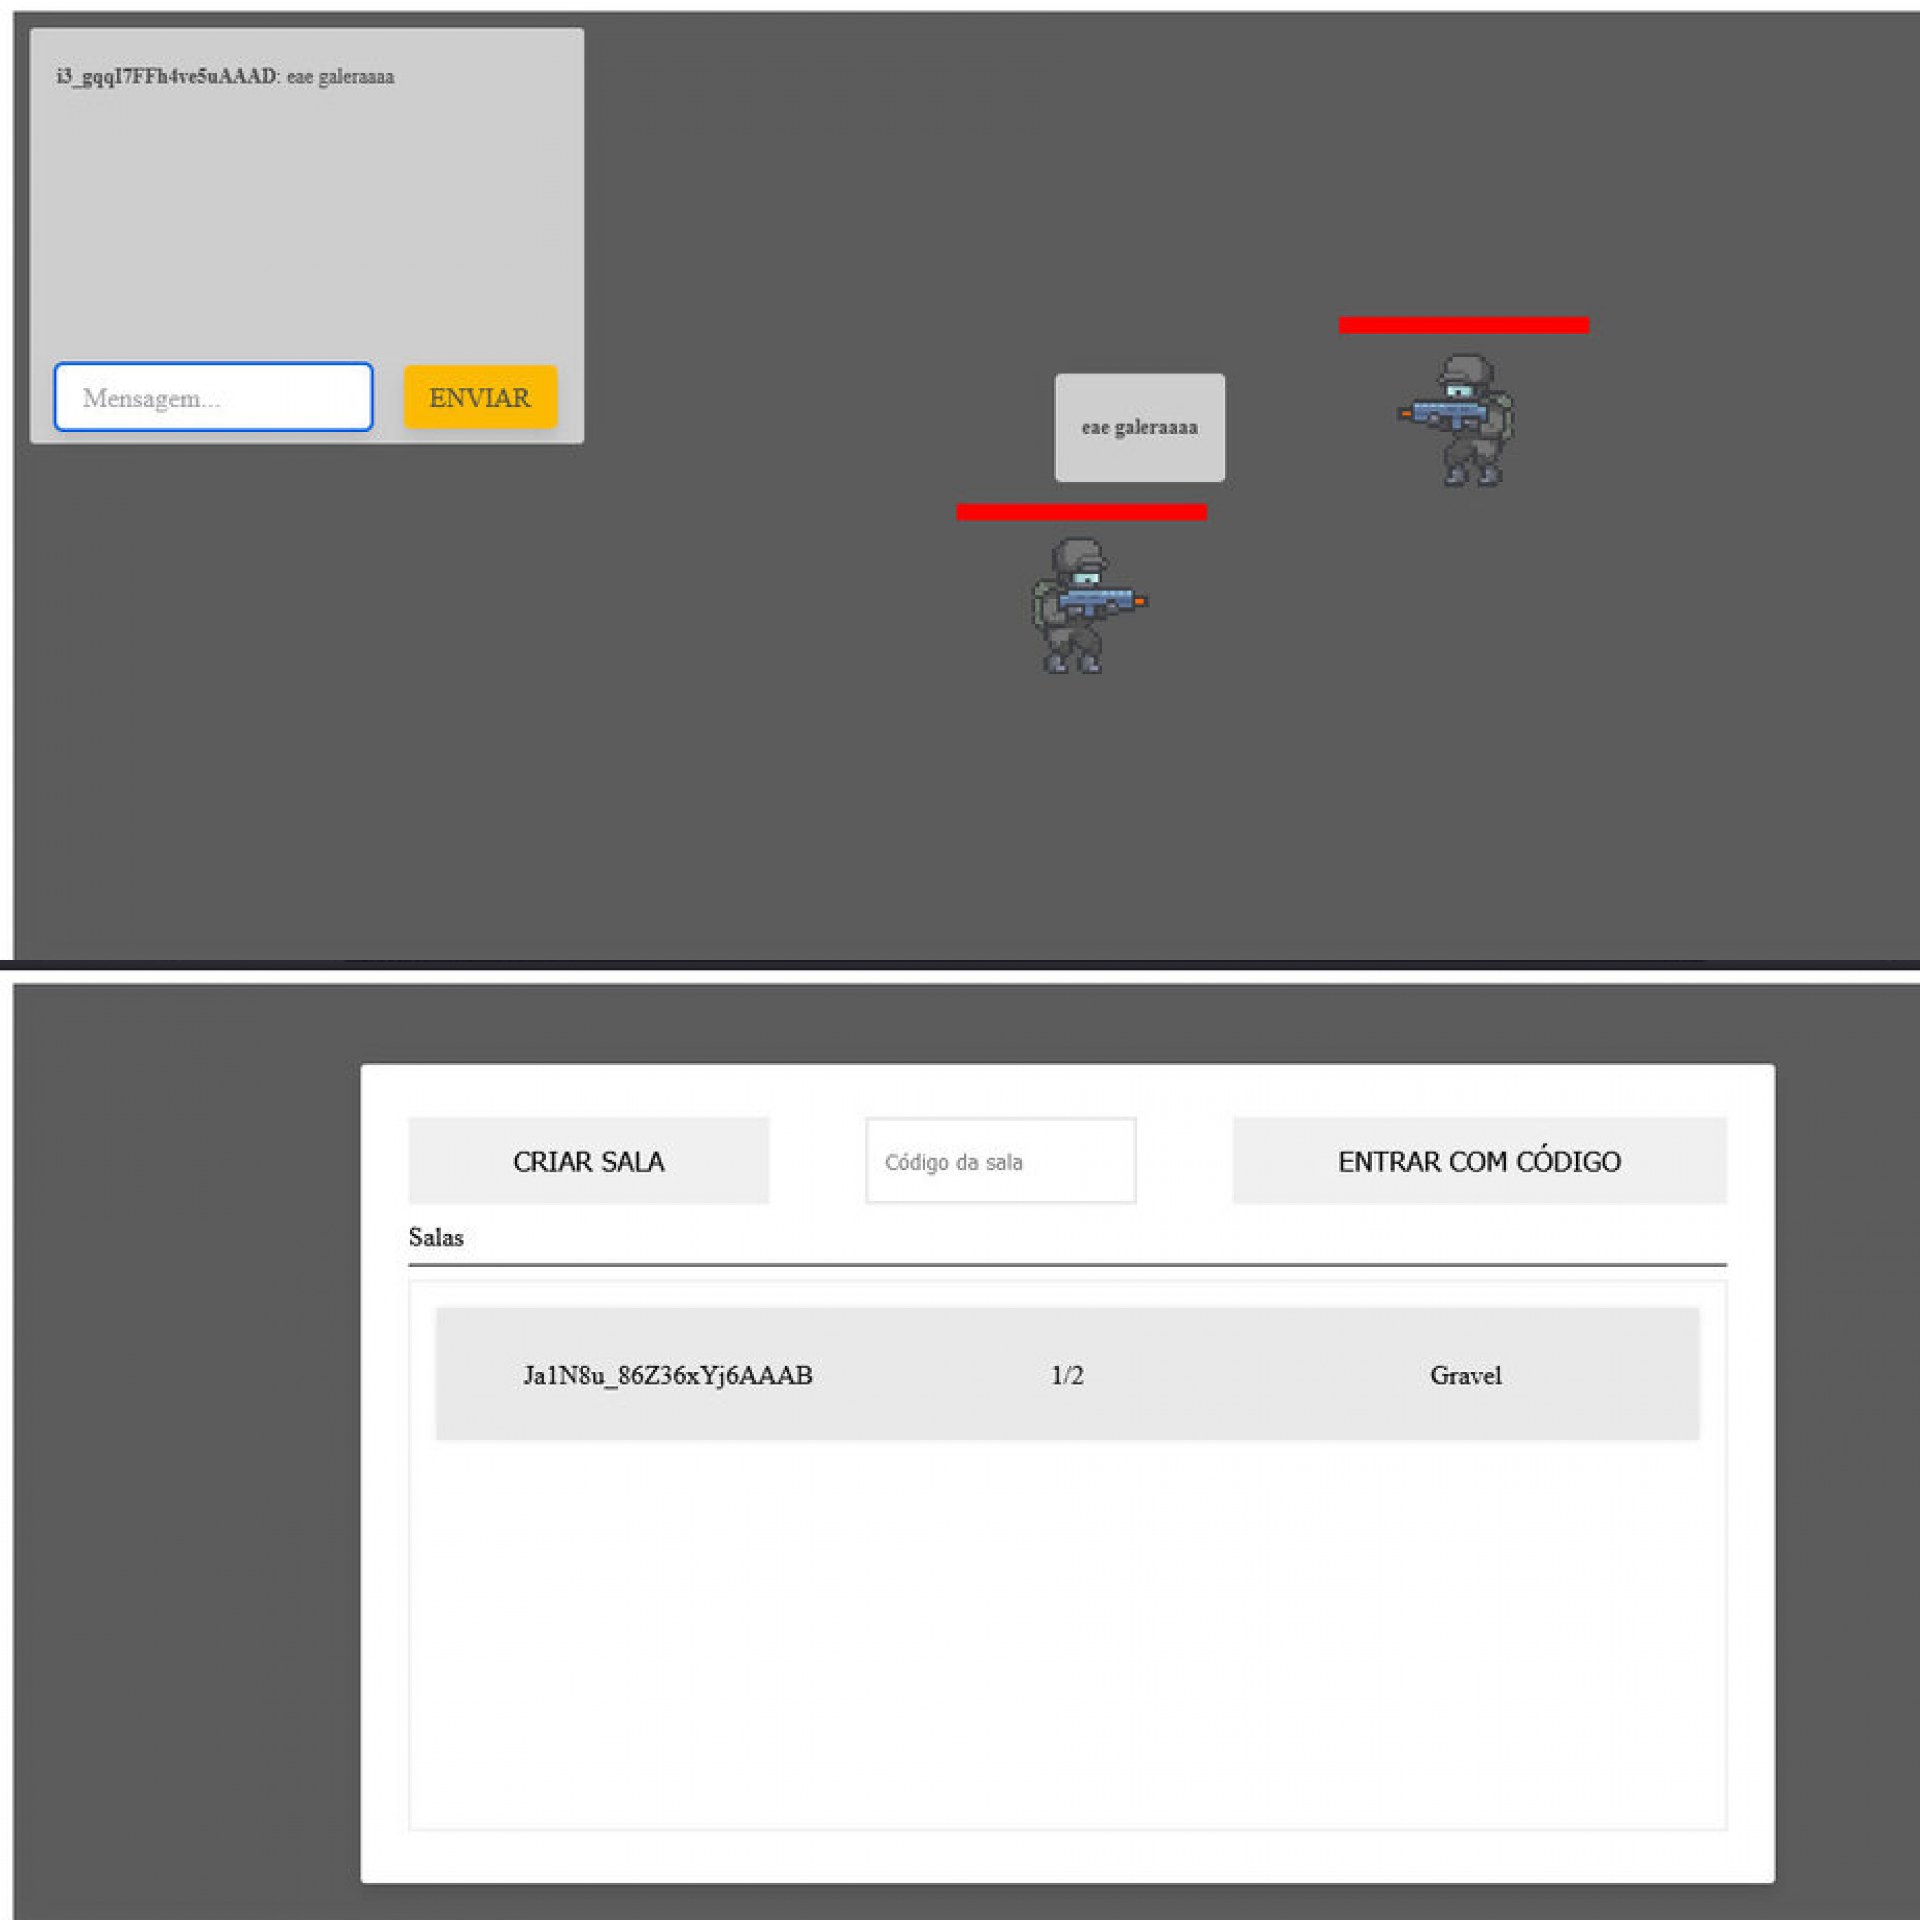 i3_gqqI7FFh4ve5uAAAD: eae galeraaaa
Mensagem...
ENVIAR
eae galeraaaa
CRIAR SALA
Código da sala
ENTRAR COM CÓDIGO
Salas
Ja1N8u_86Z36xYj6AAAB 1/2 Gravel